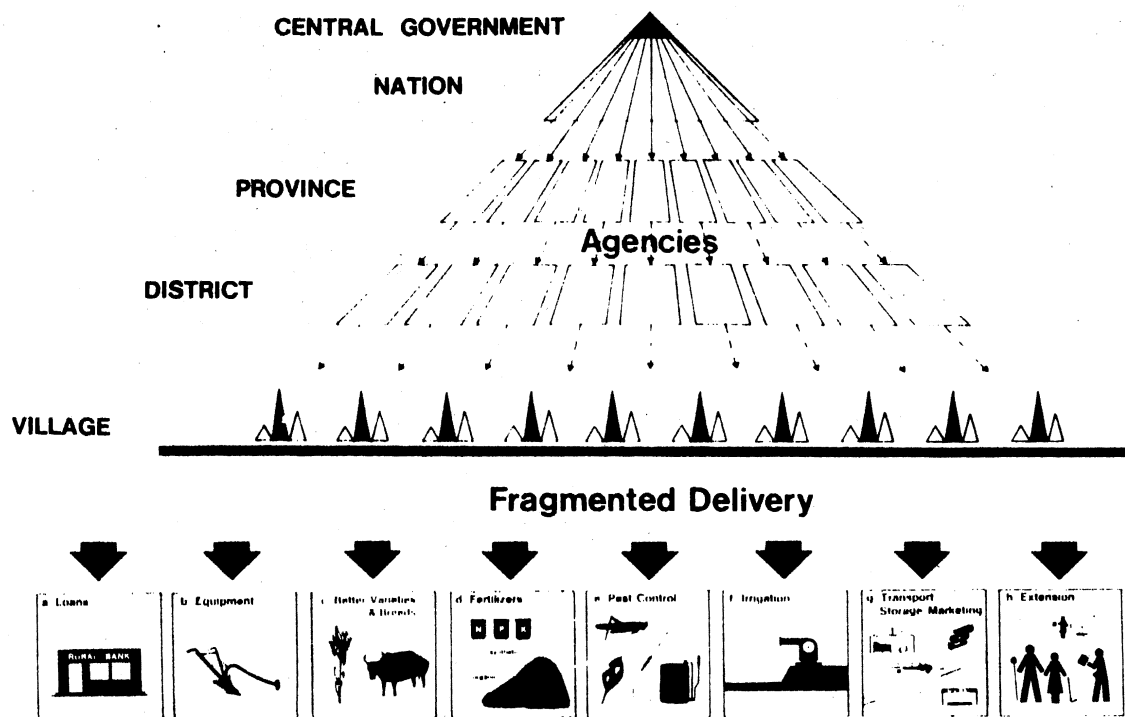 CENTRAL GOVERNMENT
NATION
PROVINCE
Agencies
DISTRICT
VILLAGE
Fragmented Delivery
a Loans
RURAL BANK
b Equipment
c Better Varieties
& Breeds
d Fertilizers
N P K
e Pest Control
f Irrigation
g Transport
Storage Marketing
h Extension